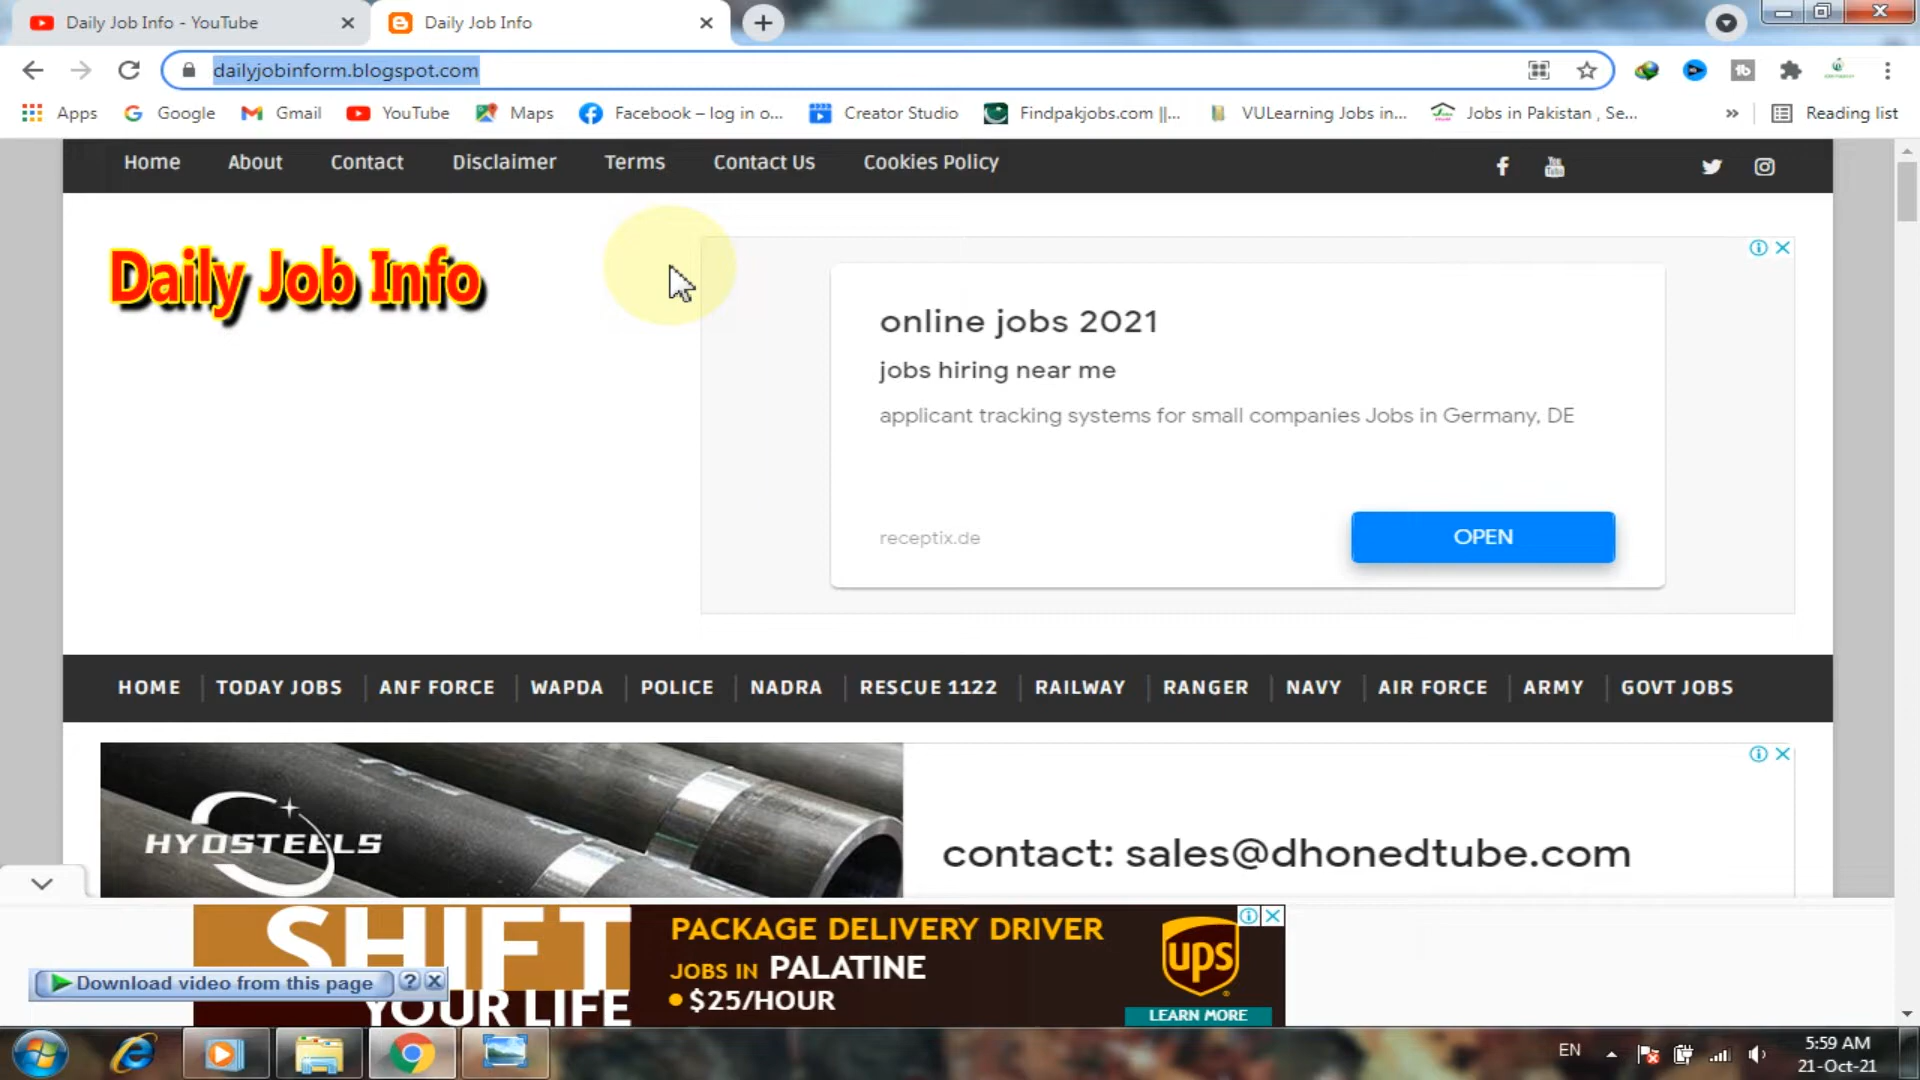 Daily Job Info - YouTube
Daily Job Info
dailyjobinform.blogspot.com
Apps Google Gmail YouTube Maps Facebook – log in o... Creator Studio Findpakjobs.com ||... VULearning Jobs in... Jobs in Pakistan , Se... » Reading list
Home About Contact Disclaimer Terms Contact Us Cookies Policy
Daily Job Info
online jobs 2021
jobs hiring near me
applicant tracking systems for small companies Jobs in Germany, DE
receptix.de
OPEN
HOME TODAY JOBS ANF FORCE WAPDA POLICE NADRA RESCUE 1122 RAILWAY RANGER NAVY AIR FORCE ARMY GOVT JOBS
HYDSTEELS
contact: sales@dhonedtube.com
SHIFT
YOUR LIFE
PACKAGE DELIVERY DRIVER
JOBS IN PALATINE
• $25/HOUR
ups
LEARN MORE
Download video from this page
EN
5:59 AM
21-Oct-21